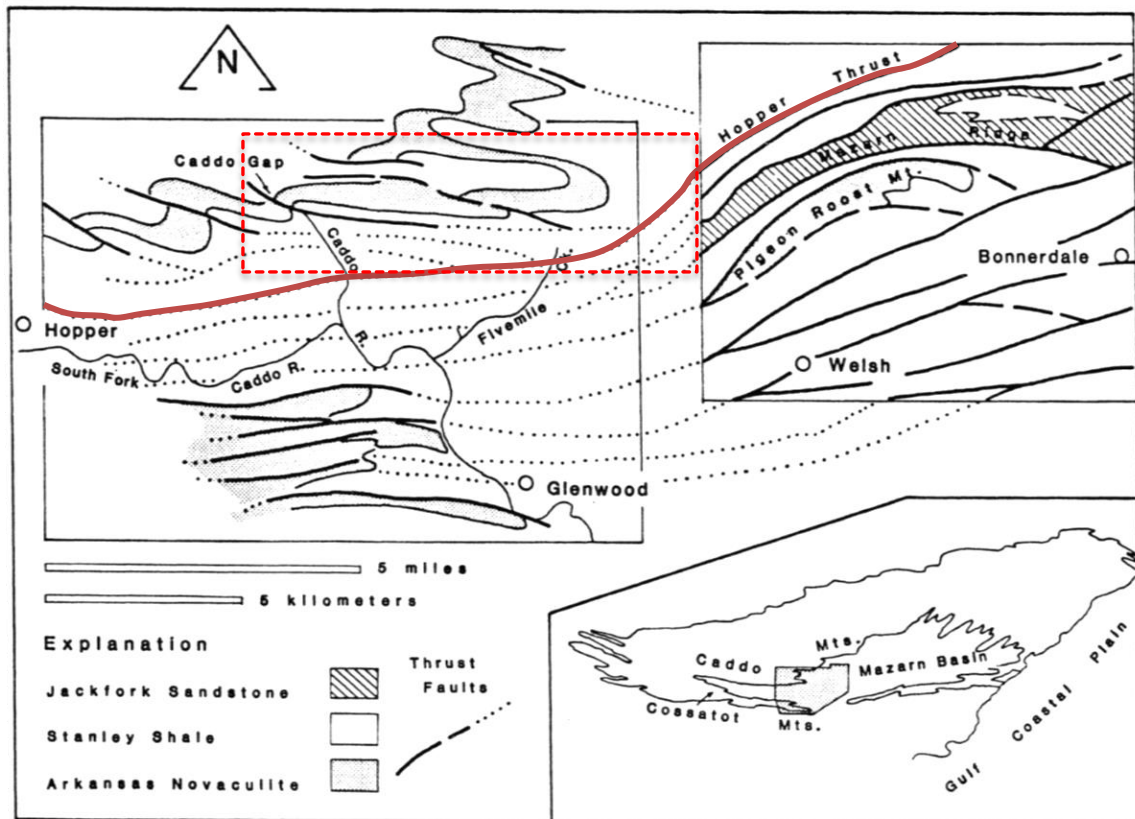 N
Hopper Thrust
Caddo Gap
Mazarn Ridge
Pigeon Roost Mt.
Caddo
R.
Fivemile
Ck.
Bonnerdale
Hopper
South Fork
Caddo R.
Welsh
Glenwood
5 miles
5 kilometers
Explanation
Thrust
Faults
Jackfork Sandstone
Stanley Shale
Arkansas Novaculite
Caddo Mts.
Mazarn Basin
Cossatot Mts.
Gulf Coastal Plain